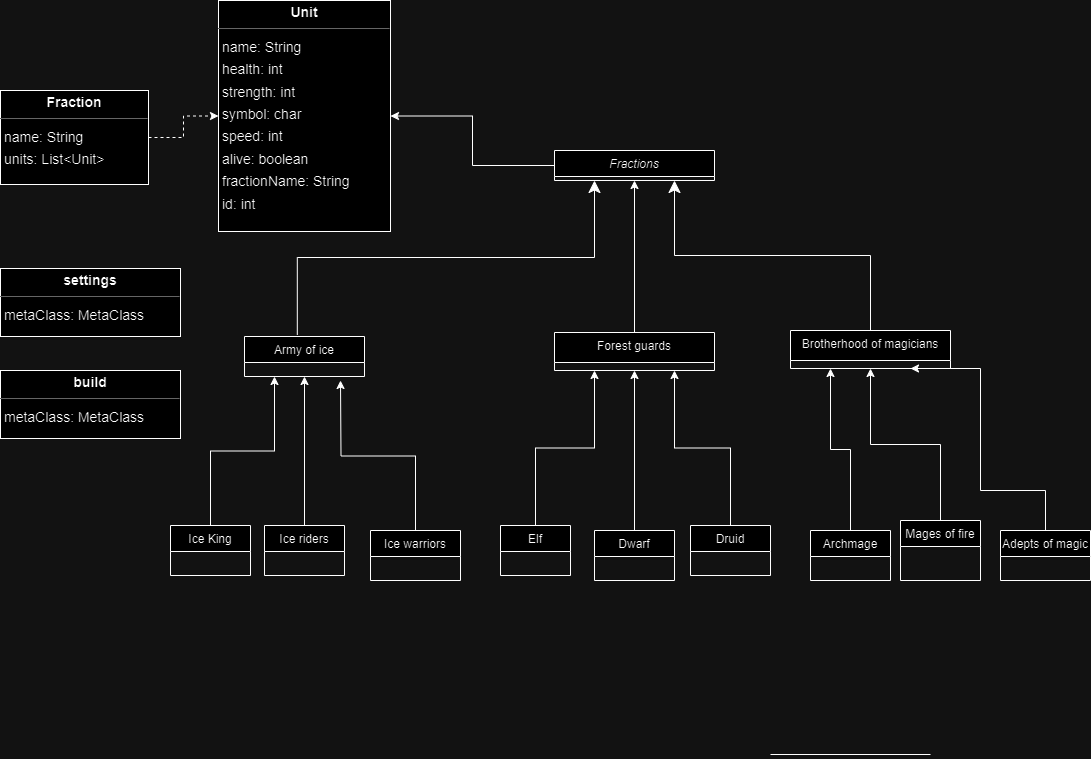 Unit
name: String
health: int
strength: int
symbol: char
speed: int
alive: boolean
fractionName: String
id: int
Fraction
name: String
units: List<Unit>
Fractions
settings
metaClass: MetaClass
build
metaClass: MetaClass
Army of ice
Forest guards
Brotherhood of magicians
Ice King
Ice riders
Ice warriors
Elf
Dwarf
Druid
Archmage
Mages of fire
Adepts of magic